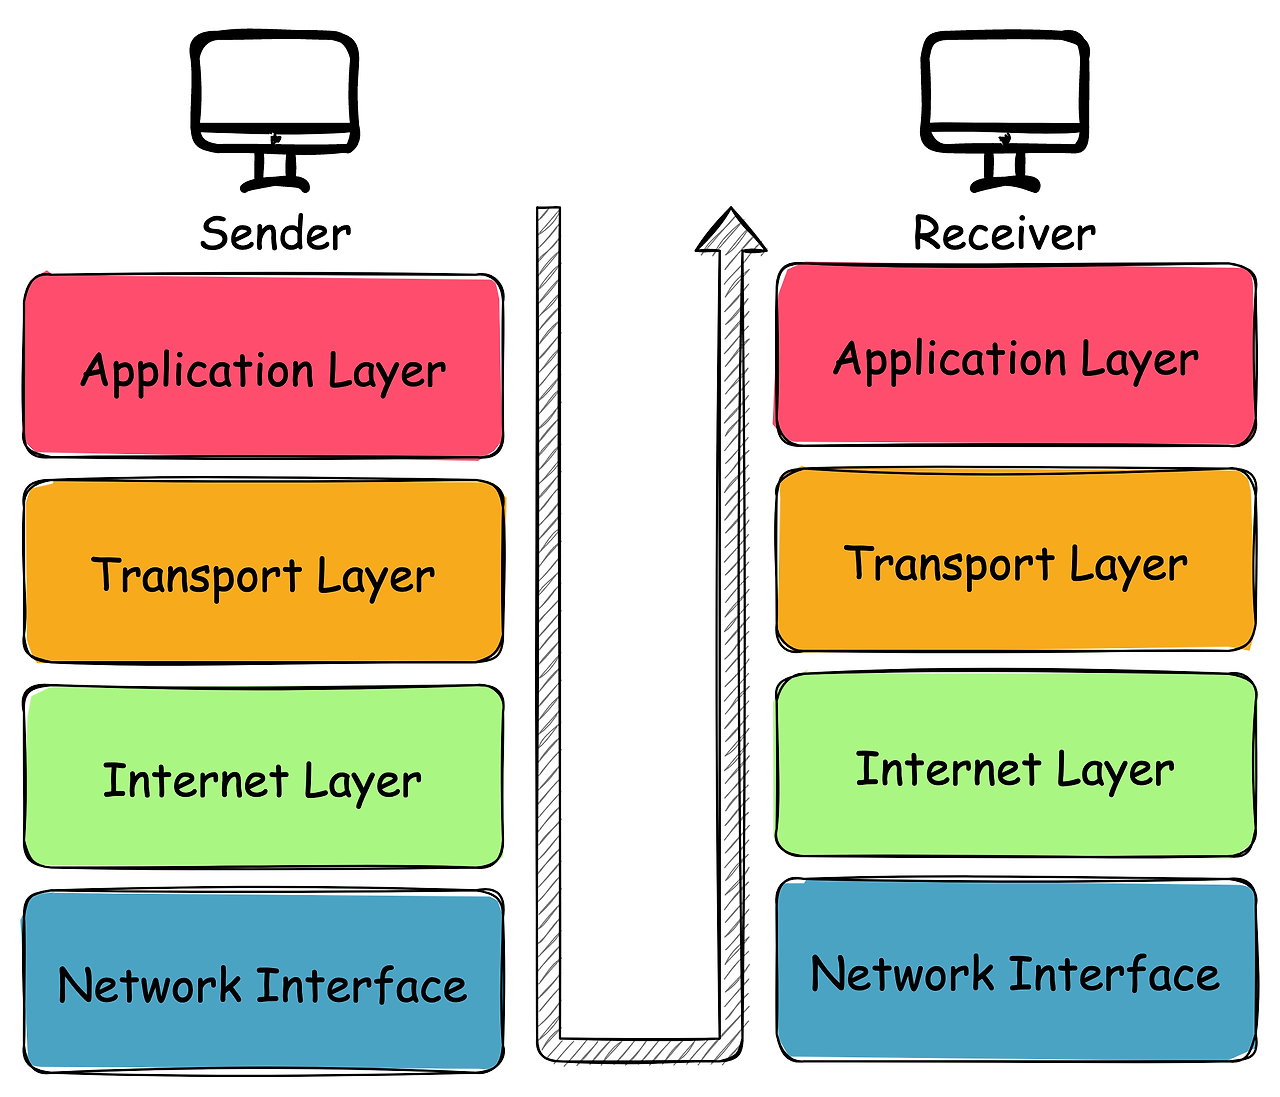 Sender
Application Layer
Transport Layer
Internet Layer
Network Interface
Receiver
Application Layer
Transport Layer
Internet Layer
Network Interface